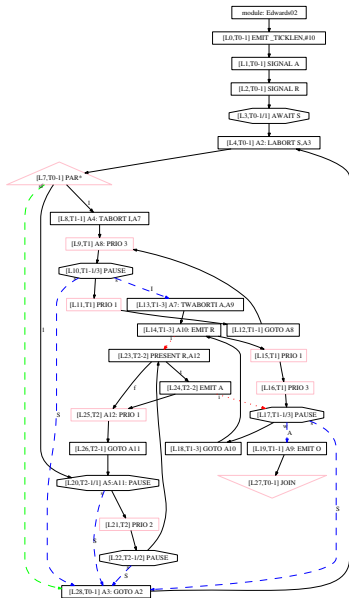 module: Edwards02
[L0,T0-1] EMIT _TICKLEN,#10
[L1,T0-1] SIGNAL A
[L2,T0-1] SIGNAL R
[L3,T0-1/1] AWAIT S
[L4,T0-1] A2: LABORT S,A3
[L7,T0-1] PAR*
1
[L8,T1-1] A4: TABORT I,A7
[L9,T1] A8: PRIO 3
[L10,T1-1/3] PAUSE
[L11,T1] PRIO 1
[L13,T1-3] A7: TWABORTI A,A9
[L14,T1-3] A10: EMIT R
[L12,T1-1] GOTO A8
1
[L23,T2-2] PRESENT R,A12
[L15,T1] PRIO 1
[L16,T1] PRIO 3
t
f
[L24,T2-2] EMIT A
S
[L25,T2] A12: PRIO 1
[L17,T1-3/3] PAUSE
A
S
[L26,T2-1] GOTO A11
[L18,T1-3] GOTO A10
[L19,T1-1] A9: EMIT O
[L20,T2-1/1] A5:A11: PAUSE
[L27,T0-1] JOIN
[L21,T2] PRIO 2
S
[L22,T2-1/2] PAUSE
S
[L28,T0-1] A3: GOTO A2